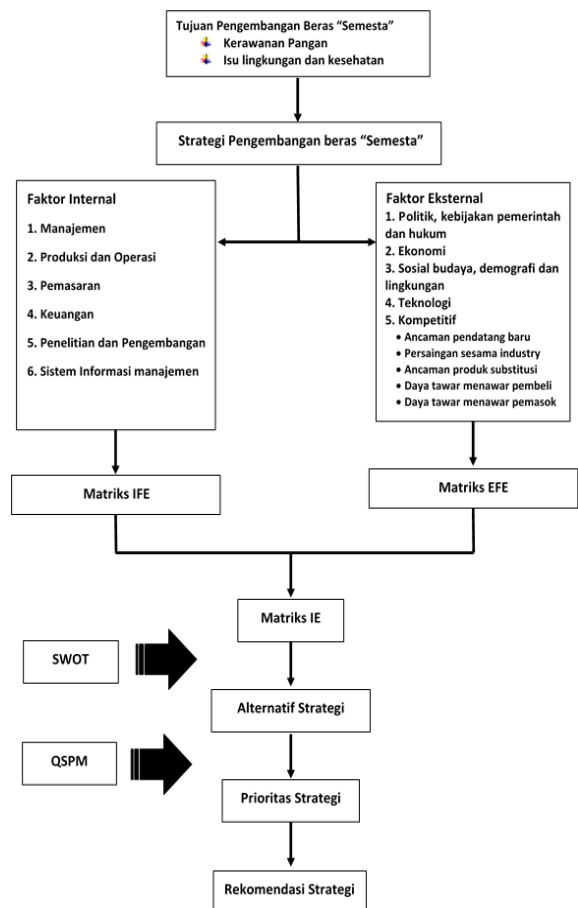 Tujuan Pengembangan Beras “Semesta”
Kerawanan Pangan
Isu lingkungan dan kesehatan
Strategi Pengembangan beras “Semesta”
Faktor Internal
1. Manajemen
2. Produksi dan Operasi
3. Pemasaran
4. Keuangan
5. Penelitian dan Pengembangan
6. Sistem Informasi manajemen
Faktor Eksternal
1. Politik, kebijakan pemerintah
dan hukum
2. Ekonomi
3. Sosial budaya, demografi dan
lingkungan
4. Teknologi
5. Kompetitif
• Ancaman pendatang baru
• Persaingan sesama industry
• Ancaman produk substitusi
• Daya tawar menawar pembeli
• Daya tawar menawar pemasok
Matriks IFE
Matriks EFE
Matriks IE
SWOT
Alternatif Strategi
QSPM
Prioritas Strategi
Rekomendasi Strategi